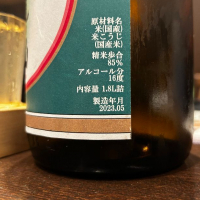 原材料名
米(国産)
米こうじ
(国産米)
精米歩合
85%
アルコール分
16度
内容量 1.8L詰
製造年月
2023.05